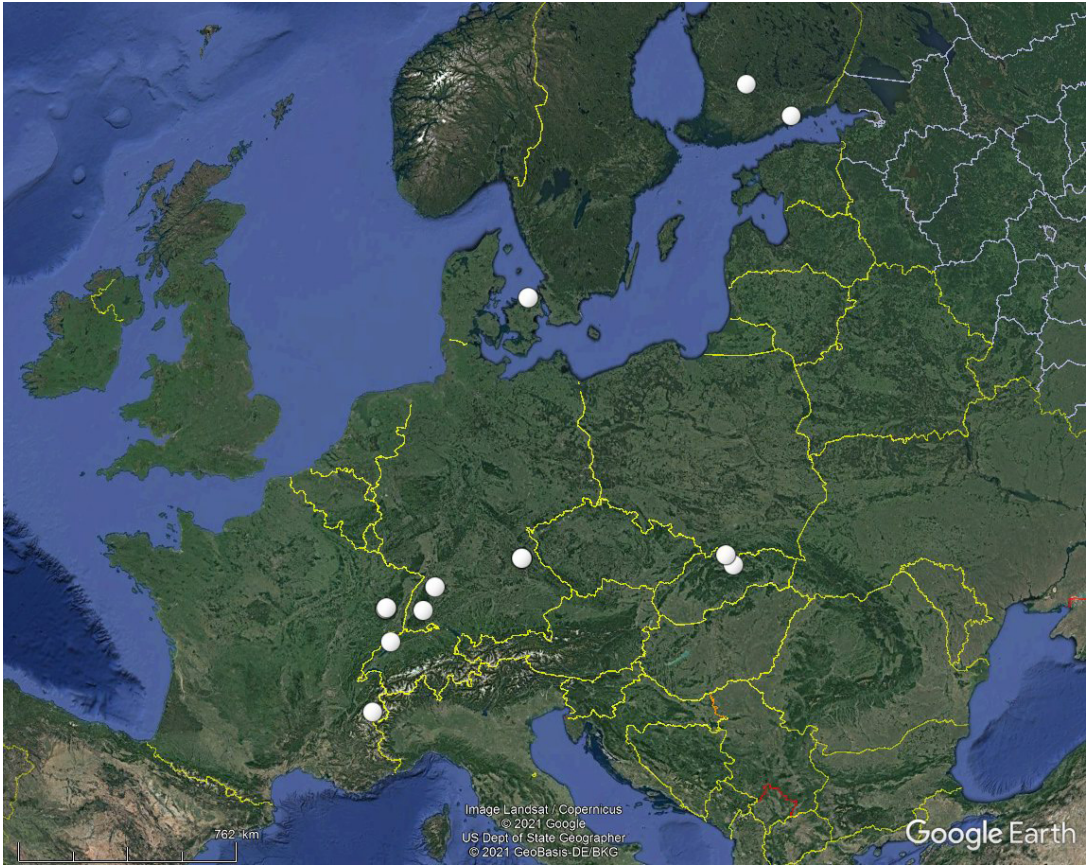 762 km
Image Landsat / Copernicus
© 2021 Google
US Dept of State Geographer
© 2021 GeoBasis-DE/BKG
Google Earth